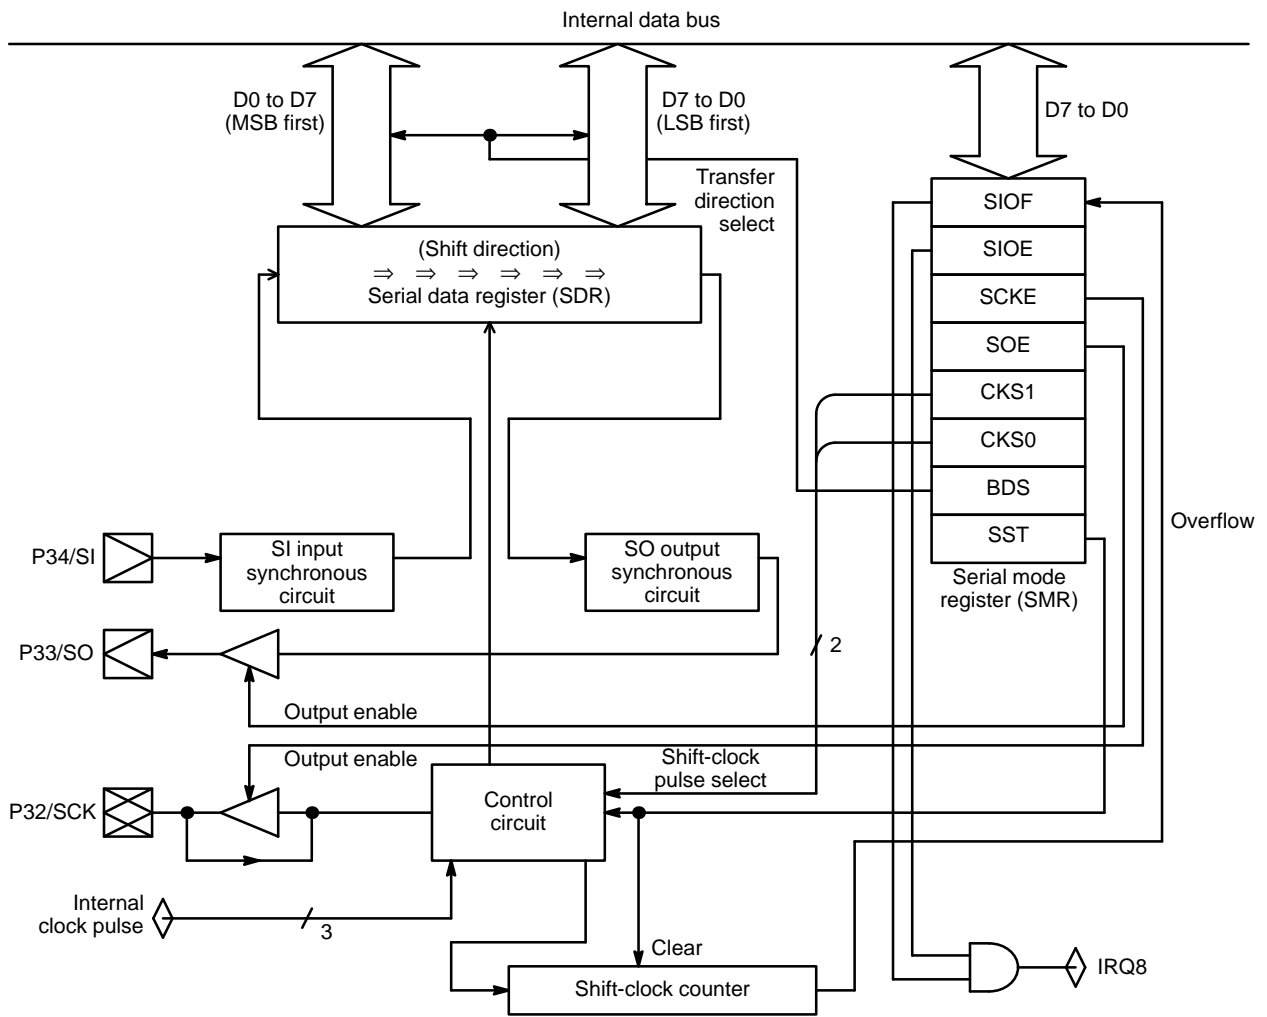 Internal data bus
D0 to D7
(MSB first)
D7 to D0
(LSB first)
D7 to D0
Transfer
direction
select
(Shift direction)
⇒ ⇒ ⇒ ⇒ ⇒ ⇒
Serial data register (SDR)
SIOF
SIOE
SCKE
SOE
CKS1
CKS0
BDS
SST
Serial mode
register (SMR)
Overflow
P34/SI
SI input
synchronous
circuit
SO output
synchronous
circuit
P33/SO
2
Output enable
Output enable
Shift-clock
pulse select
P32/SCK
Control
circuit
Internal
clock pulse
3
Clear
Shift-clock counter
IRQ8